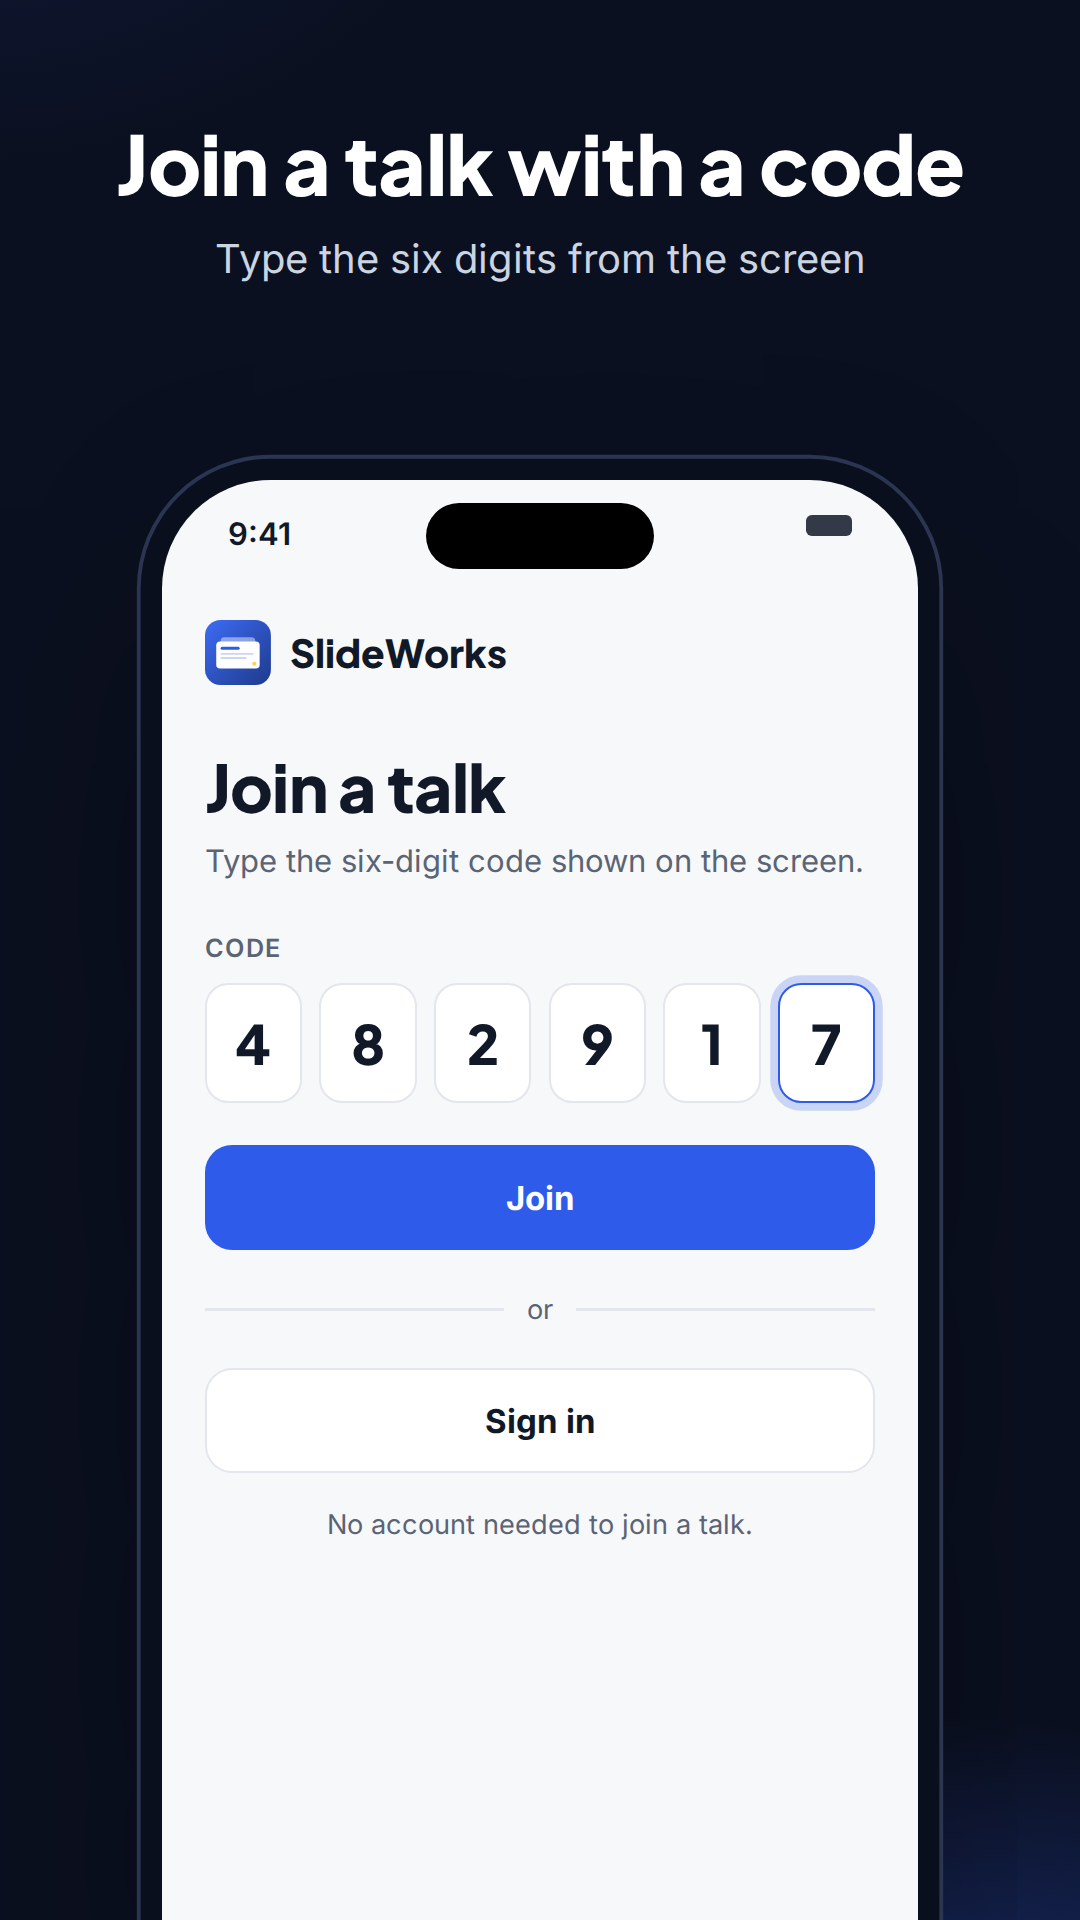 Join a talk with a code
Type the six digits from the screen
9:41
SlideWorks
Join a talk
Type the six-digit code shown on the screen.
CODE
4 8 2 9 1 7
Join
or
Sign in
No account needed to join a talk.